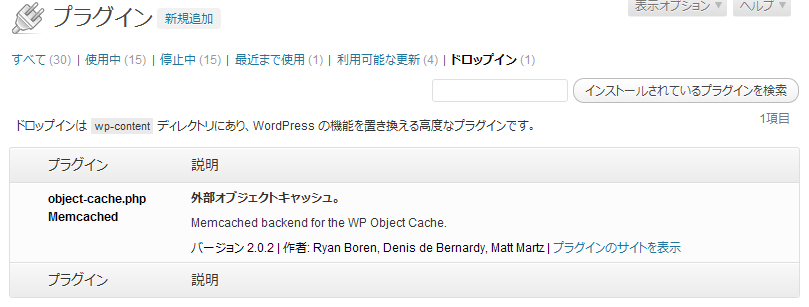 表示オプション ▼ ヘルプ ▼
プラグイン 新規追加
すべて (30) | 使用中 (15) | 停止中 (15) | 最近まで使用 (1) | 利用可能な更新 (4) | ドロップイン (1)
インストールされているプラグインを検索
1項目
ドロップインは wp-content ディレクトリにあり、WordPress の機能を置き換える高度なプラグインです。
プラグイン 説明
object-cache.php 外部オブジェクトキャッシュ。
Memcached
Memcached backend for the WP Object Cache.
バージョン 2.0.2 | 作者: Ryan Boren, Denis de Bernardy, Matt Martz | プラグインのサイトを表示
プラグイン 説明